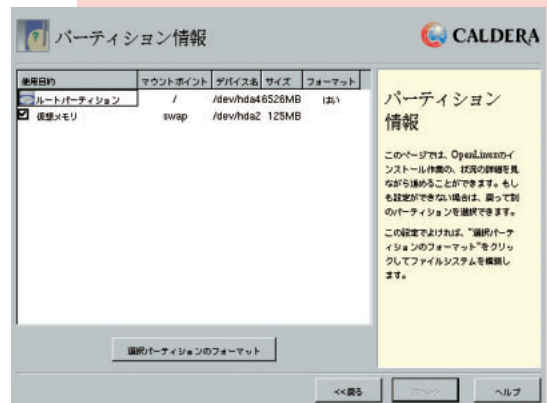 パーティション情報
CALDERA
使用目的 マウントポイント デバイス名 サイズ フォーマット
ルートパーティション / /dev/hda4 6526MB はい
仮想メモリ swap /dev/hda2 125MB
選択パーティションのフォーマット
パーティション
情報
このページでは、OpenLinuxのイ
ンストール作業の、状況の詳細を見
ながら進めることができます。もし
も設定ができない場合は、戻って別
のパーティションを選択できます。
この設定でよければ、"選択パーテ
ィションのフォーマット"をクリッ
クしてファイルシステムを構築し
ます。
<<戻る
ヘルプ